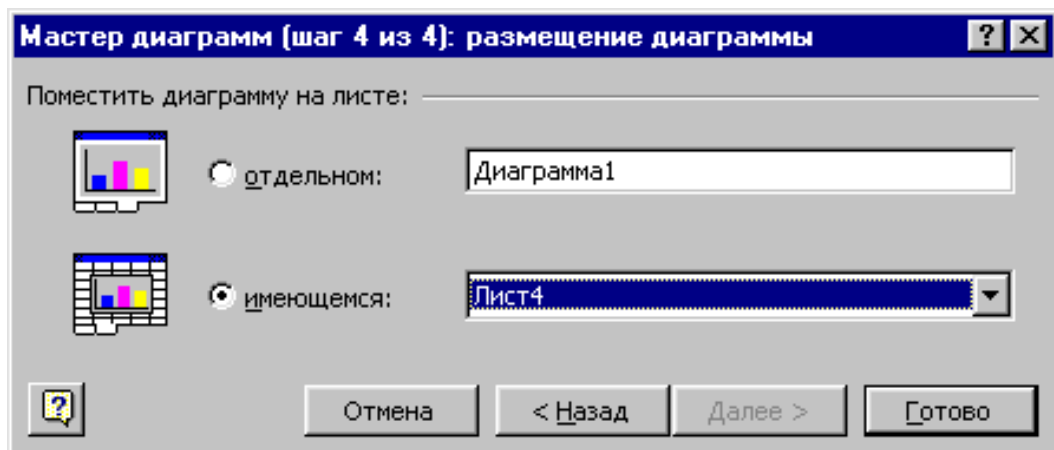 Мастер диаграмм (шаг 4 из 4): размещение диаграммы
Поместить диаграмму на листе:
отдельном: Диаграмма1
имеющемся: Лист4
Отмена < Назад Далее > Готово